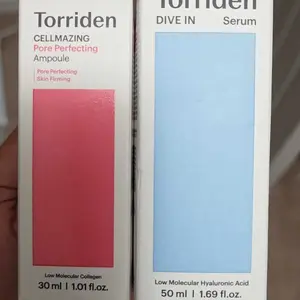 Torriden
CELLMAZING
Pore Perfecting
Ampoule
Pore Perfecting
Skin Firming
Low Molecular Collagen
30 ml | 1.01 fl.oz.
Torriden
DIVE IN Serum
Low Molecular Hyaluronic Acid
50 ml | 1.69 fl.oz.